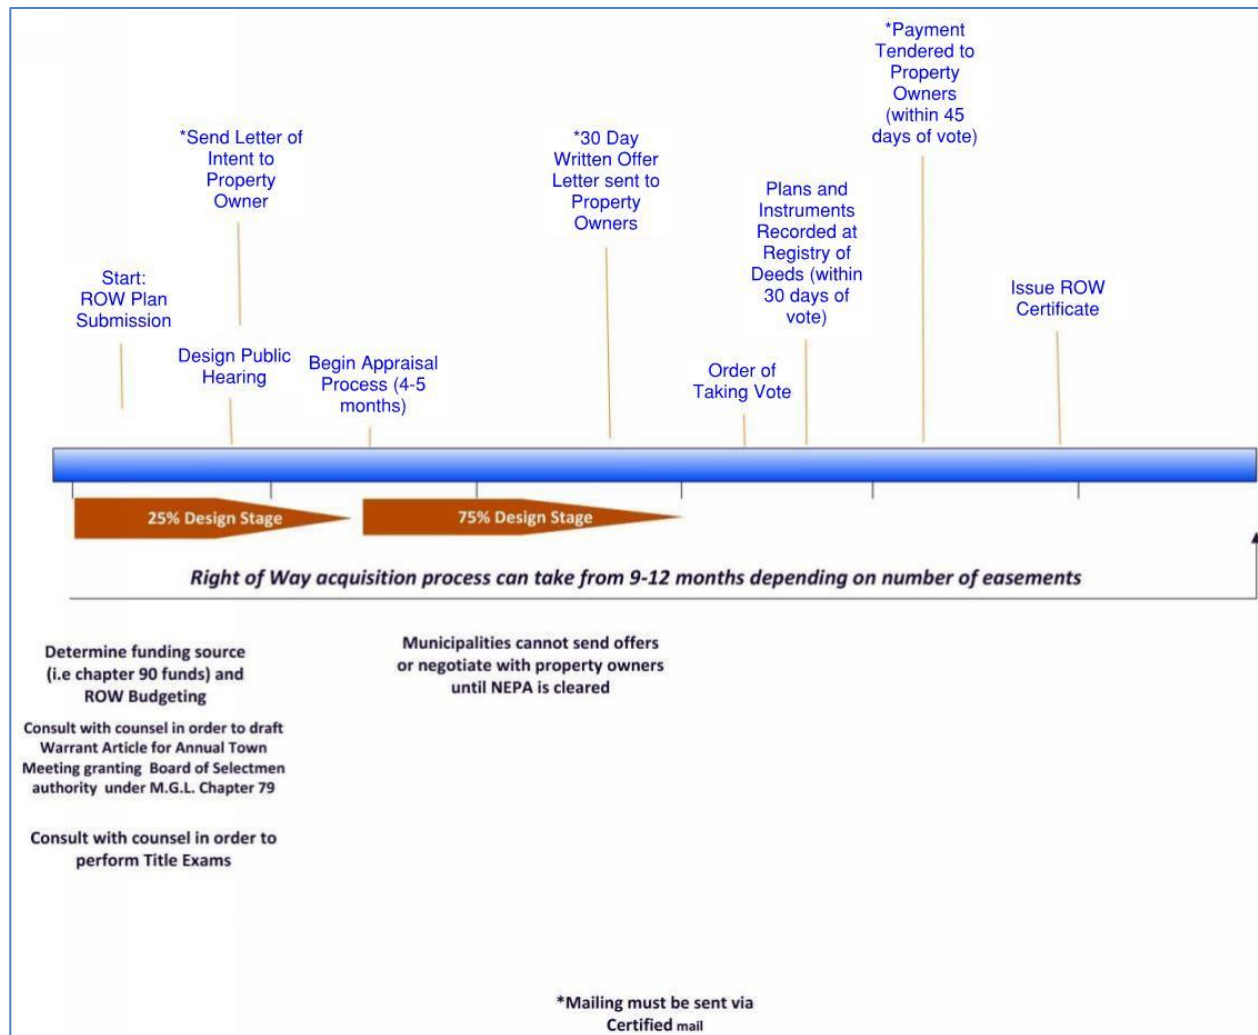 *Payment
Tendered to
Property
Owners
(within 45
days of vote)
*Send Letter of
Intent to
Property
Owner
*30 Day
Written Offer
Letter sent to
Property
Owners
Plans and
Instruments
Recorded at
Registry of
Deeds (within
30 days of
vote)
Start:
ROW Plan
Submission
Issue ROW
Certificate
Design Public
Hearing
Begin Appraisal
Process (4-5
months)
Order of
Taking Vote
25% Design Stage
75% Design Stage
Right of Way acquisition process can take from 9-12 months depending on number of easements
Determine funding source
(i.e chapter 90 funds) and
ROW Budgeting
Municipalities cannot send offers
or negotiate with property owners
until NEPA is cleared
Consult with counsel in order to draft
Warrant Article for Annual Town
Meeting granting Board of Selectmen
authority under M.G.L. Chapter 79
Consult with counsel in order to
perform Title Exams
*Mailing must be sent via
Certified mail